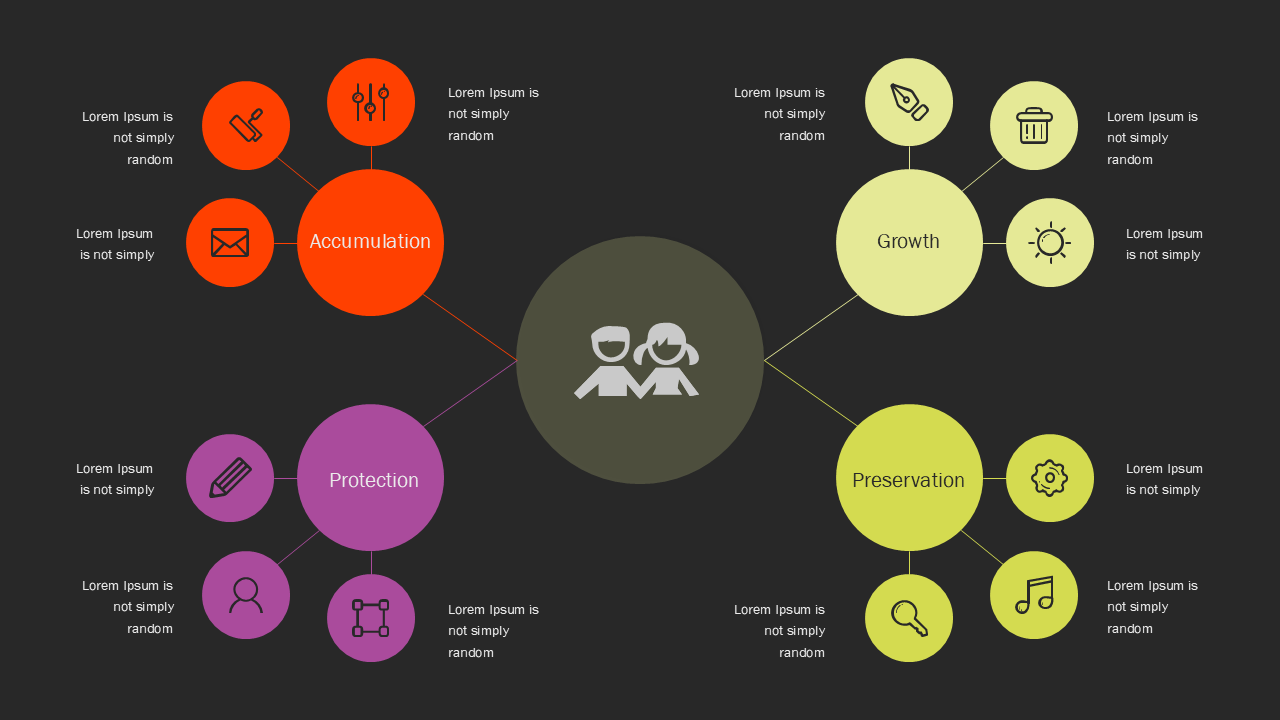 Lorem Ipsum is
not simply
random
Lorem Ipsum is
not simply
random
Lorem Ipsum
is not simply
Accumulation
Lorem Ipsum is
not simply
random
Lorem Ipsum is
not simply
random
Growth
Lorem Ipsum
is not simply
Lorem Ipsum
is not simply
Protection
Lorem Ipsum is
not simply
random
Lorem Ipsum is
not simply
random
Preservation
Lorem Ipsum
is not simply
Lorem Ipsum is
not simply
random
Lorem Ipsum is
not simply
random